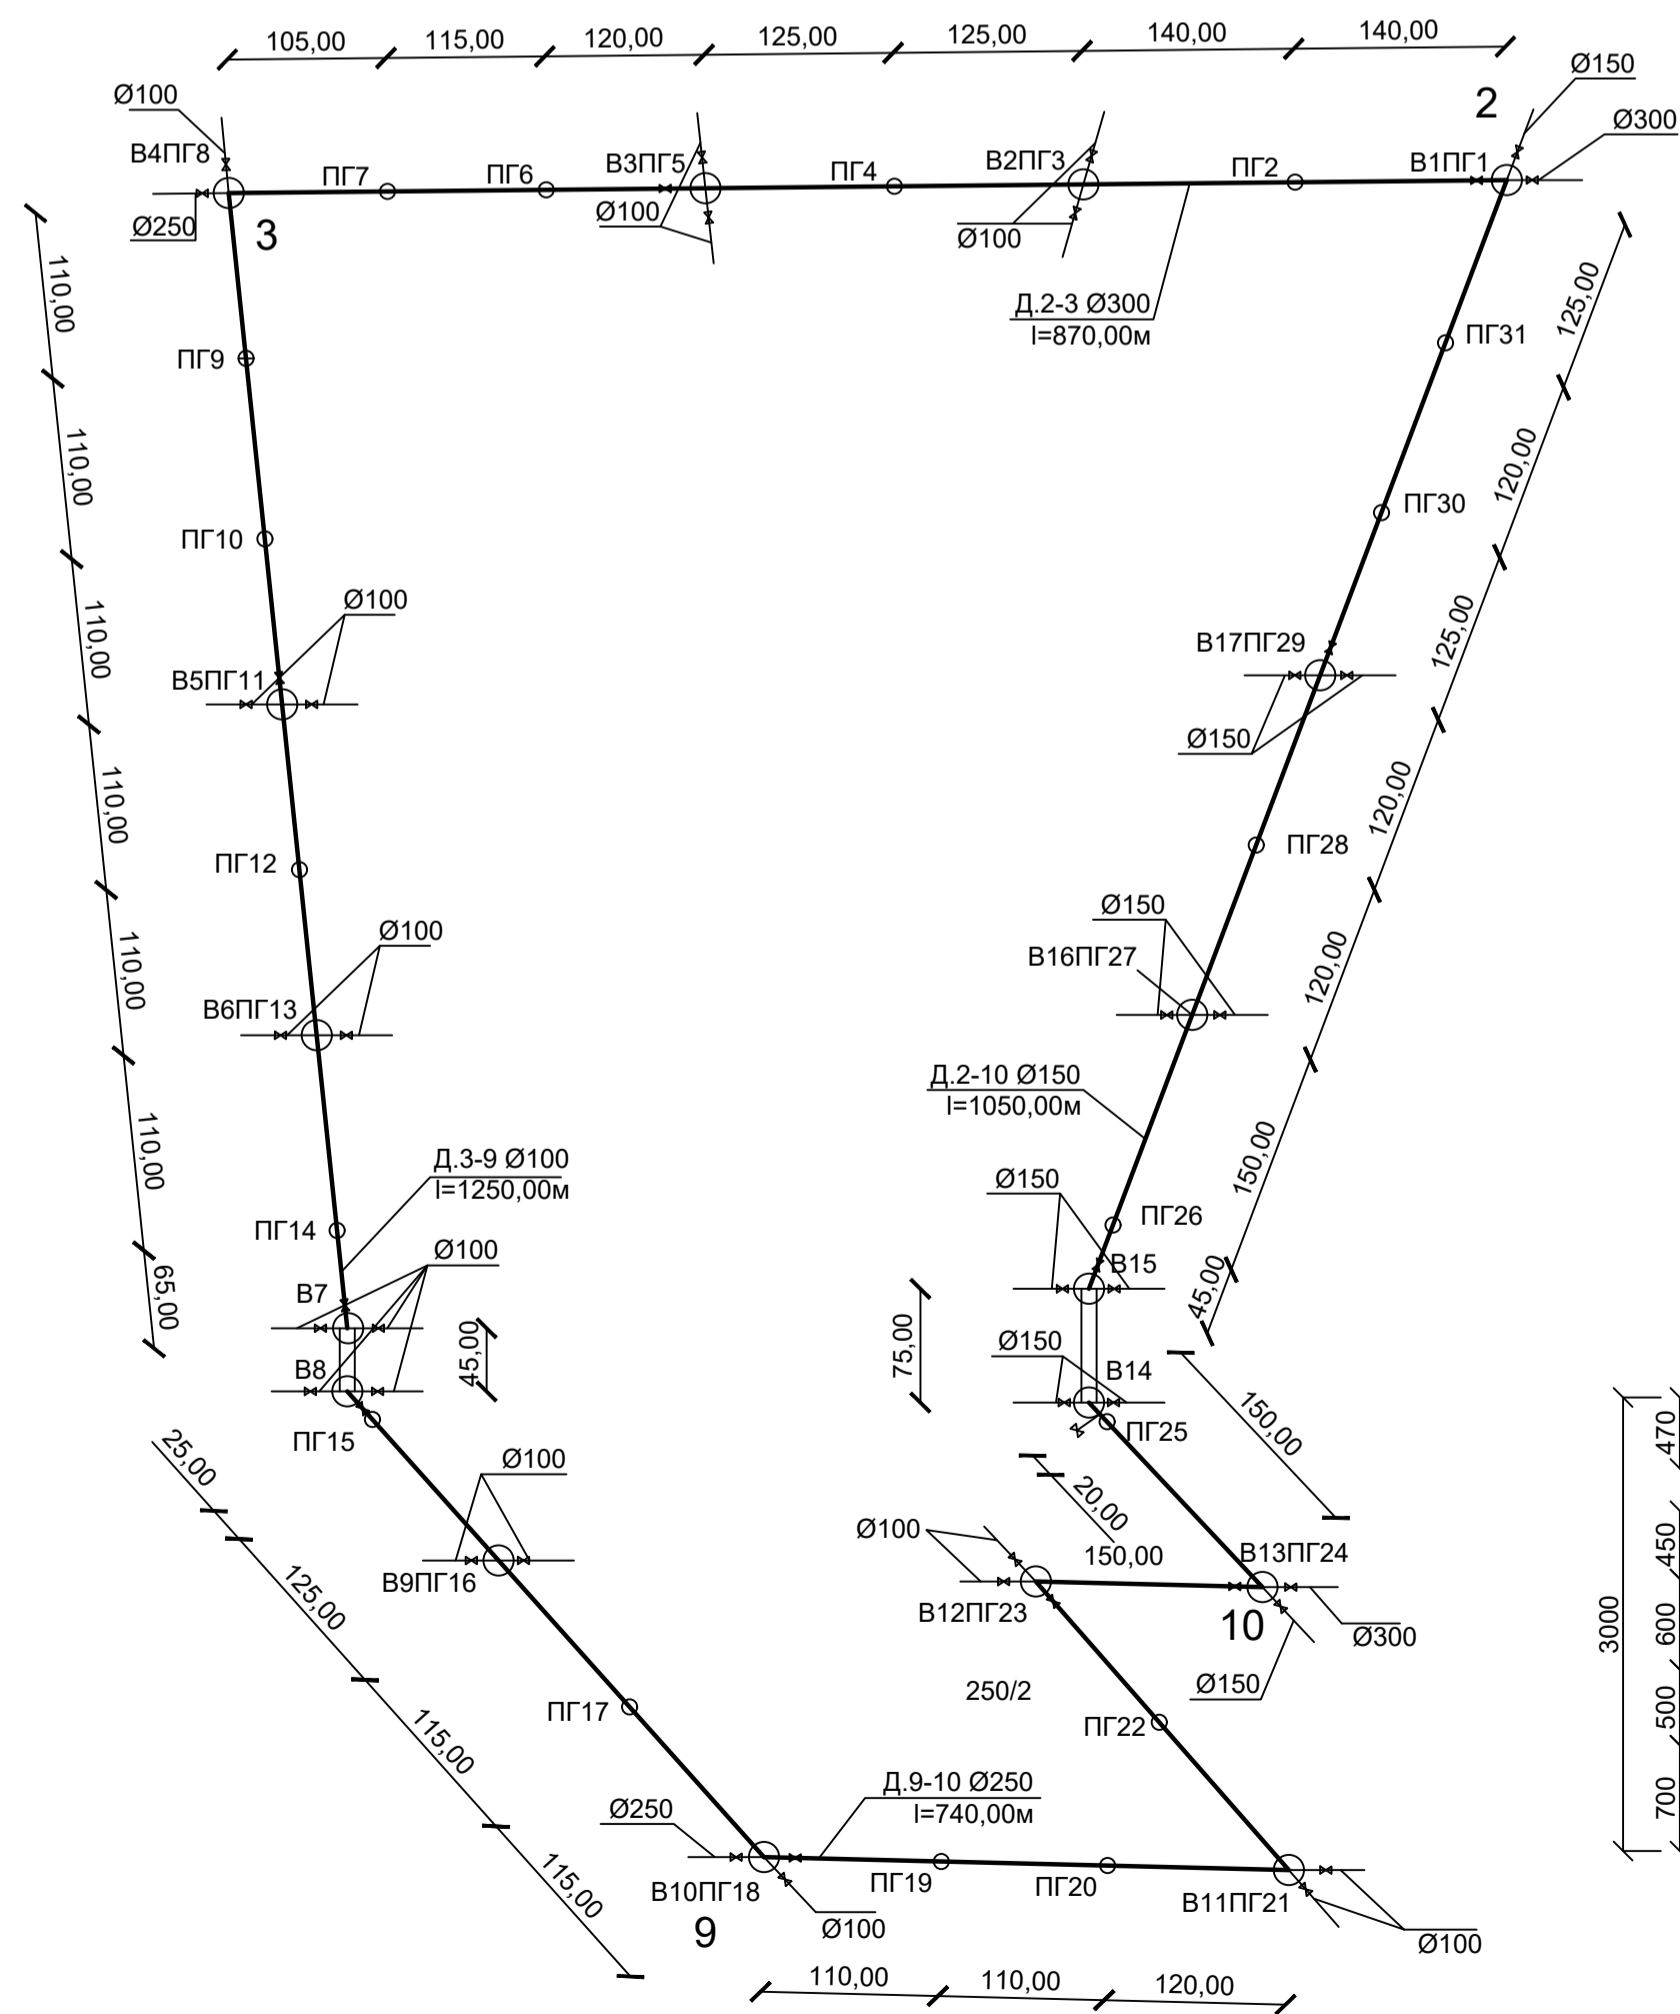 105,00
115,00
120,00
125,00
125,00
140,00
140,00
Ø100
2
Ø150
Ø300
В4ПГ8
ПГ7
ПГ6
В3ПГ5
ПГ4
В2ПГ3
ПГ2
В1ПГ1
Ø250
3
Ø100
Ø100
Д.2-3 Ø300
l=870,00м
110,00
110,00
110,00
110,00
110,00
110,00
65,00
ПГ9
ПГ10
Ø100
В5ПГ11
ПГ12
Ø100
В6ПГ13
Д.3-9 Ø100
l=1250,00м
ПГ14
Ø100
В7
В8
45,00
ПГ15
125,00
120,00
125,00
120,00
120,00
150,00
45,00
ПГ31
ПГ30
В17ПГ29
Ø150
ПГ28
Ø150
В16ПГ27
Д.2-10 Ø150
l=1050,00м
Ø150
ПГ26
В15
75,00
Ø150
В14
ПГ25
150,00
20,00
150,00
25,00
125,00
115,00
115,00
Ø100
В9ПГ16
ПГ17
Ø100
В12ПГ23
В13ПГ24
10
Ø300
Ø150
250/2
ПГ22
Д.9-10 Ø250
l=740,00м
Ø250
В10ПГ18
9
Ø100
ПГ19
ПГ20
В11ПГ21
Ø100
110,00
110,00
120,00
3000
470
450
600
500
700